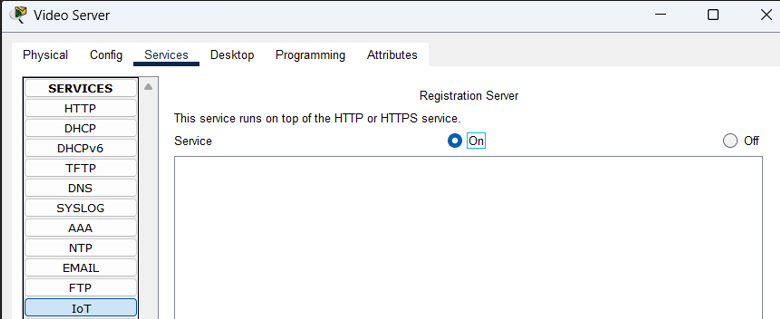 Video Server
Physical Config Services Desktop Programming Attributes
SERVICES
HTTP
DHCP
DHCPv6
TFTP
DNS
SYSLOG
AAA
NTP
EMAIL
FTP
IoT
Registration Server
This service runs on top of the HTTP or HTTPS service.
Service On Off